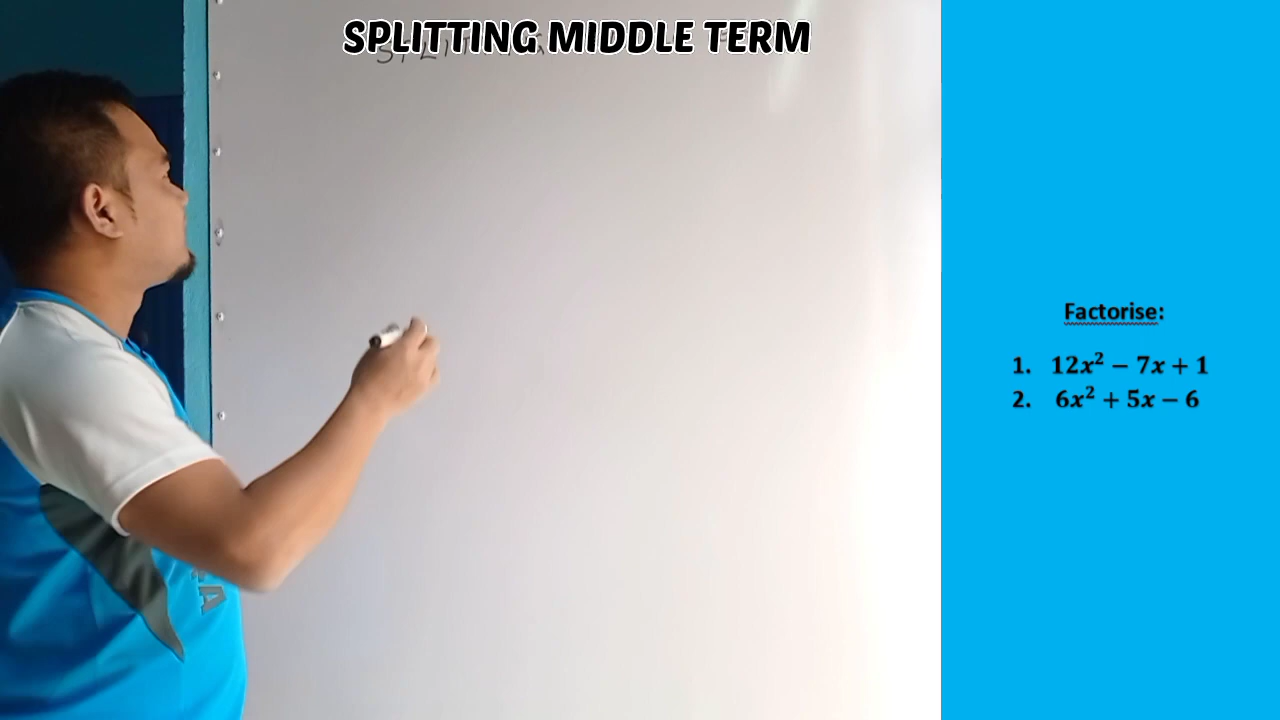 SPLITTING MIDDLE TERM
Factorise:
1. 12x² − 7x + 1
2. 6x² + 5x − 6